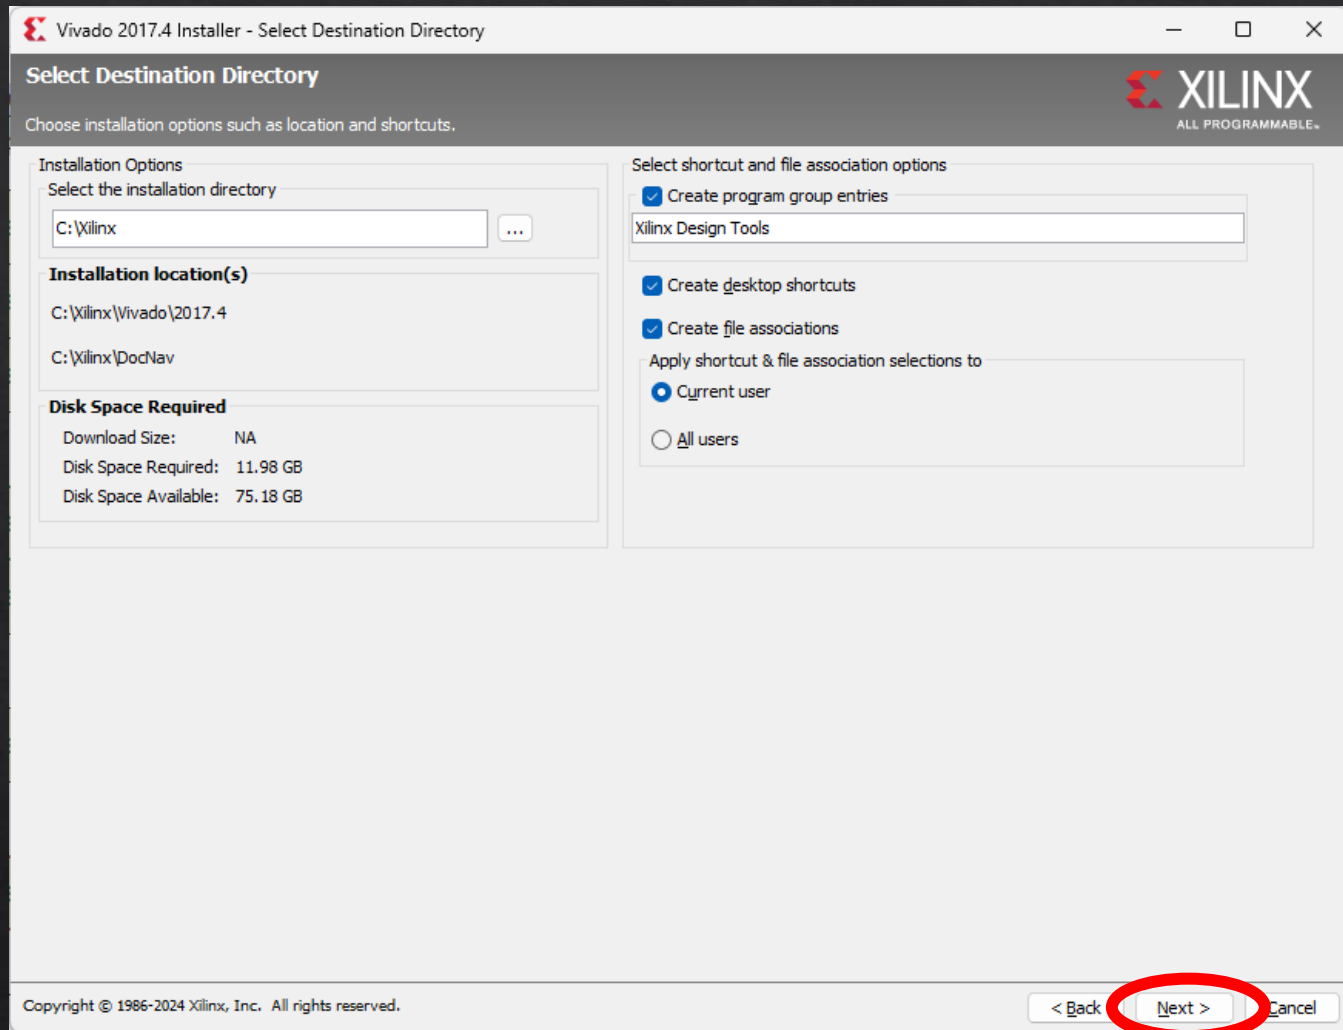 Vivado 2017.4 Installer - Select Destination Directory
Select Destination Directory
XILINX
ALL PROGRAMMABLE™
Choose installation options such as location and shortcuts.
Installation Options
Select the installation directory
C:\Xilinx
...
Installation location(s)
C:\Xilinx\Vivado\2017.4
C:\Xilinx\DocNav
Disk Space Required
Download Size: NA
Disk Space Required: 11.98 GB
Disk Space Available: 75.18 GB
Select shortcut and file association options
Create program group entries
Xilinx Design Tools
Create desktop shortcuts
Create file associations
Apply shortcut & file association selections to
Current user
All users
Copyright © 1986-2024 Xilinx, Inc. All rights reserved.
< Back
Next >
Cancel